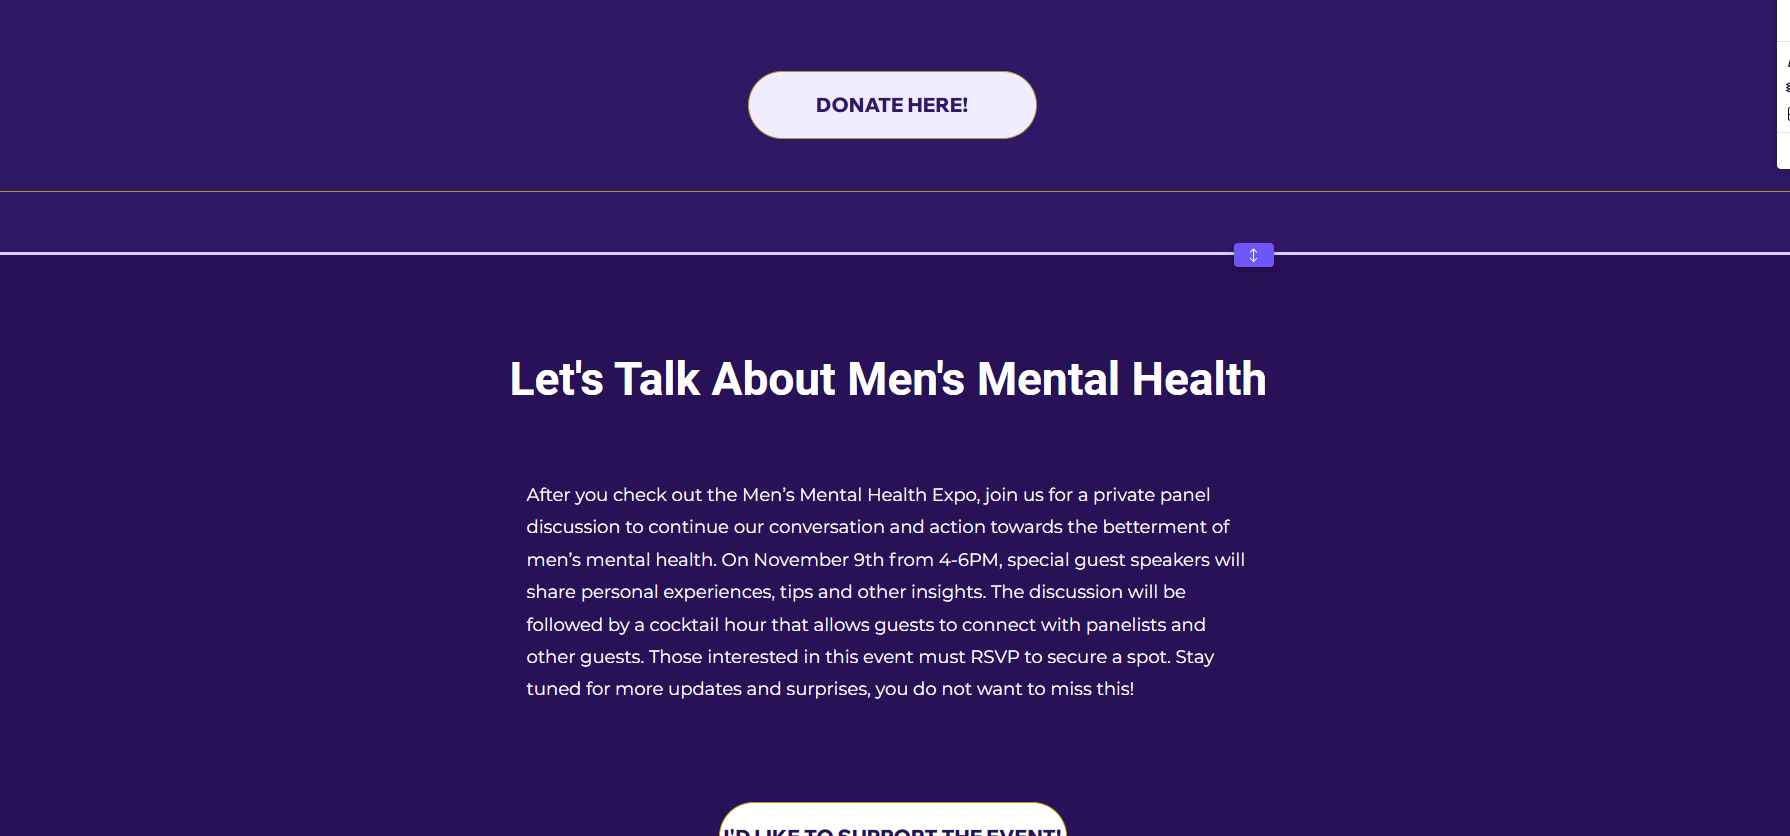 DONATE HERE!
Let's Talk About Men's Mental Health
After you check out the Men’s Mental Health Expo, join us for a private panel
discussion to continue our conversation and action towards the betterment of
men’s mental health. On November 9th from 4-6PM, special guest speakers will
share personal experiences, tips and other insights. The discussion will be
followed by a cocktail hour that allows guests to connect with panelists and
other guests. Those interested in this event must RSVP to secure a spot. Stay
tuned for more updates and surprises, you do not want to miss this!
I'D LIKE TO SUPPORT THE EVENT!